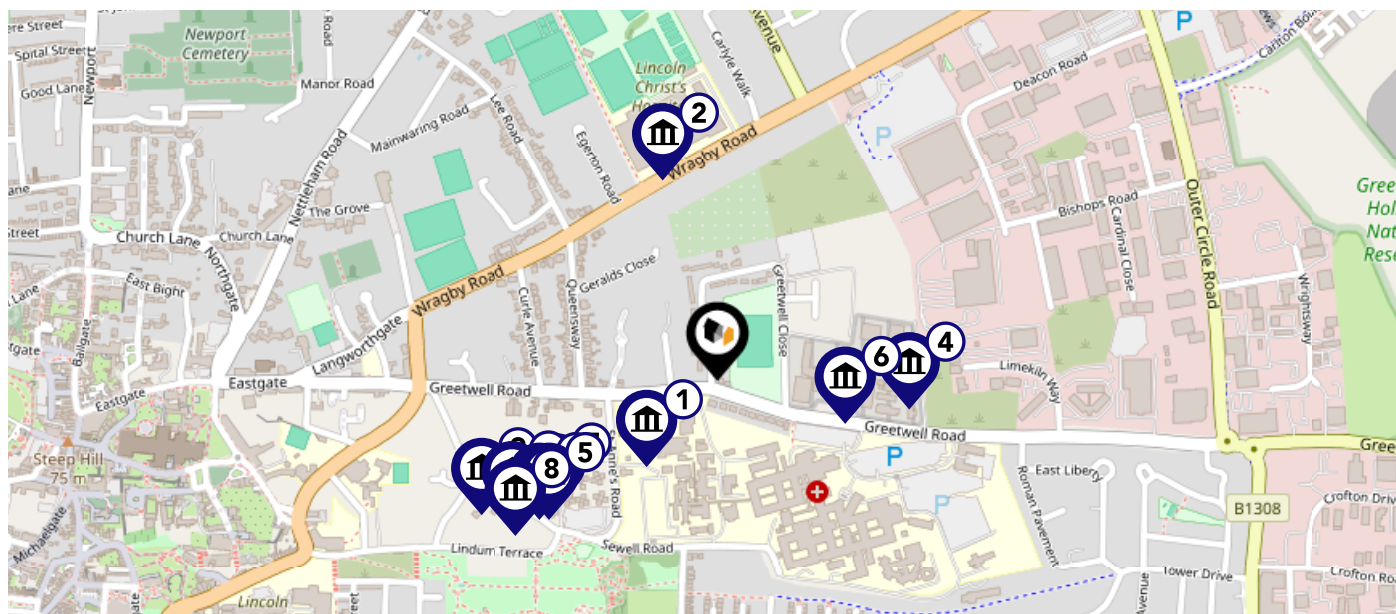 Newport
Cemetery
Spital Street
Good Lane
Newport
Manor Road
Nettleham Road
Mainwaring Road
Lee Road
Egerton Road
Lincoln
Christ's
Carlyle Walk
Wragby Road
P
P
Deacon Road
Outer Circle Road
Bishops Road
Cardinal Close
Wrightsway
The Grove
Church Lane
Church Lane
Northgate
East Bight
Bailgate
Eastgate
Eastgate
Langworthgate
Wragby Road
Curle Avenue
Queensway
Geralds Close
Greetwell Close
Greetwell Road
Greetwell Road
Limekiln Way
2
6
4
1
5
8
Steep Hill
75 m
Michaelgate
Lindum Terrace
Sewell Road
P
P
Roman Pavement
East Liberty
B1308
Tower Drive
Lincoln